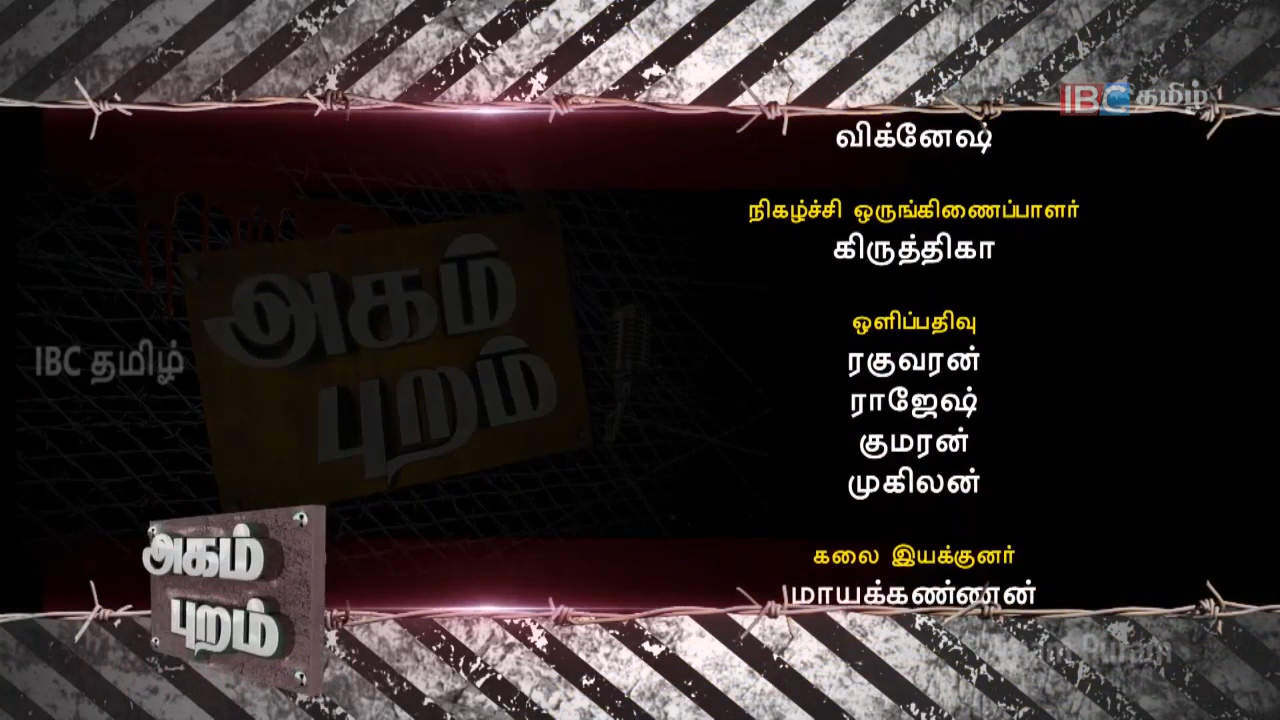 IBC தமிழ்
விக்னேஷ்
நிகழ்ச்சி ஒருங்கிணைப்பாளர்
கிருத்திகா
ஒளிப்பதிவு
ரகுவரன்
ராஜேஷ்
குமரன்
முகிலன்
கலை இயக்குனர்
மாயக்கண்ணன்
அகம்
புறம்
IBC தமிழ்
அகம்
புறம்